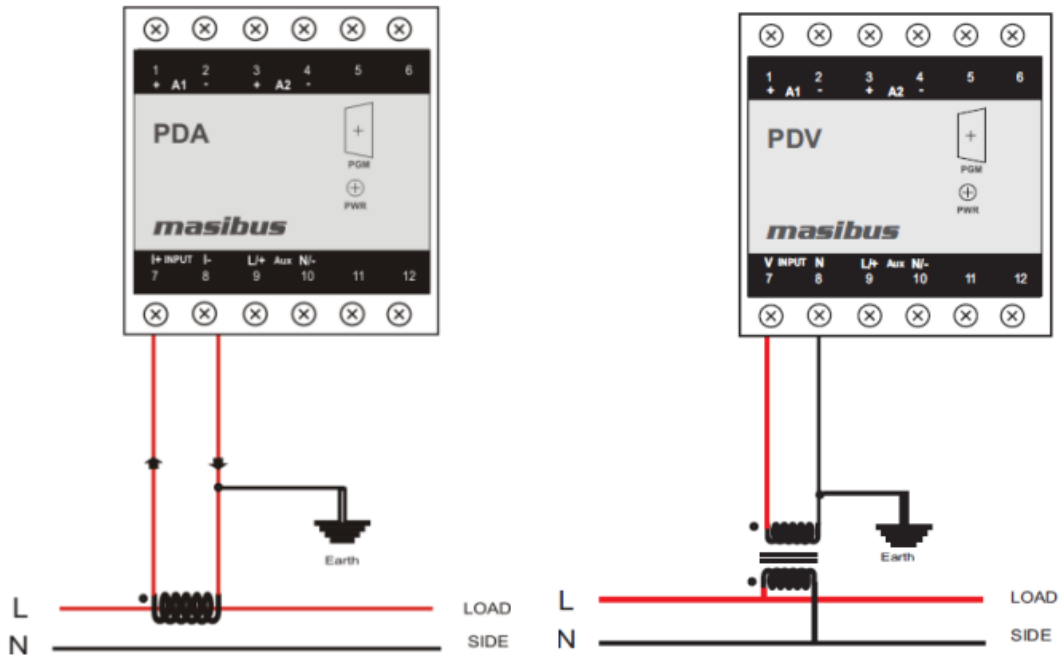 1 2 3 4 5 6
+ A1 - + A2 -
PDA
PGM
PWR
masibus
I+ INPUT I- L/+ Aux N/-
7 8 9 10 11 12
Earth
L LOAD
N SIDE
1 2 3 4 5 6
+ A1 - + A2 -
PDV
PGM
PWR
masibus
V INPUT N L/+ Aux N/-
7 8 9 10 11 12
Earth
L LOAD
N SIDE